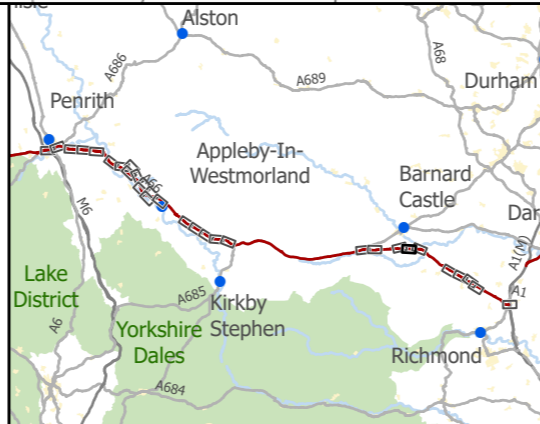 Alston
A686
A68
A689
Durham
Penrith
Appleby-In-
Westmorland
A66
Barnard
Castle
M6
A1(M)
Lake
District
A1
A685
Kirkby
Stephen
A6
Yorkshire
Dales
Richmond
A684